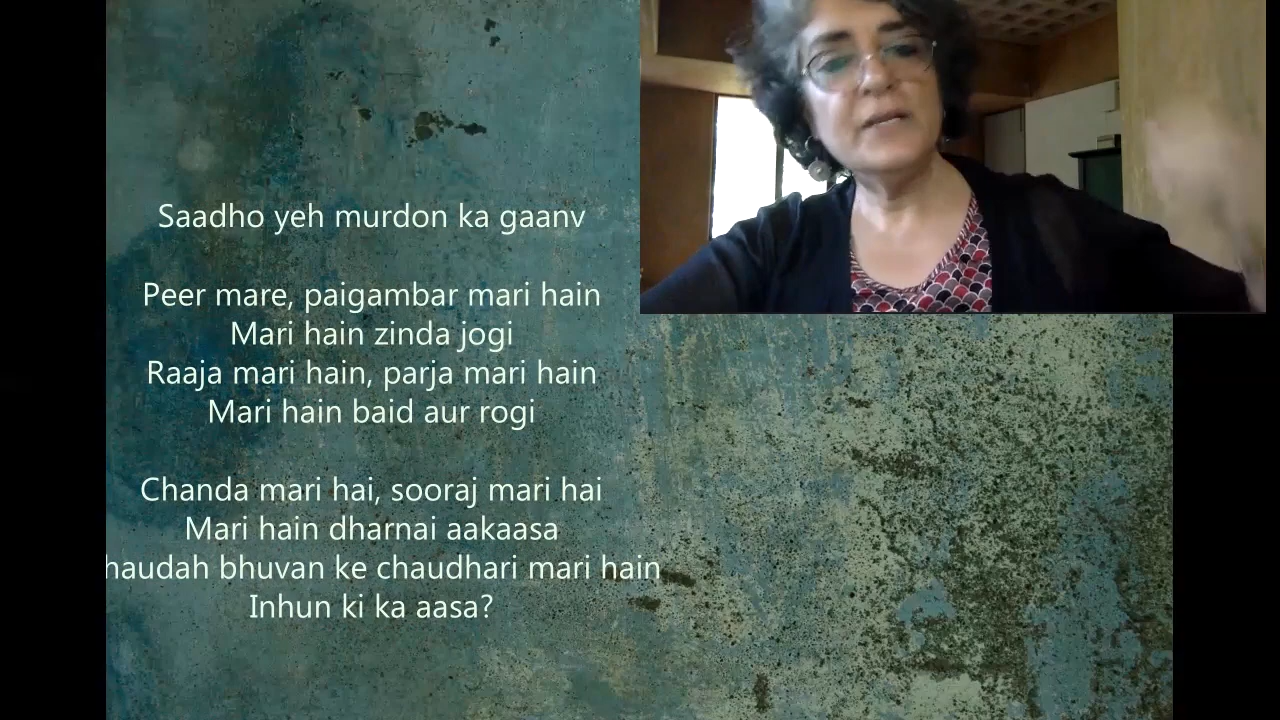 Saadho yeh murdon ka gaanv
Peer mare, paigambar mari hain
Mari hain zinda jogi
Raaja mari hain, parja mari hain
Mari hain baid aur rogi
Chanda mari hai, sooraj mari hai
Mari hain dharnai aakaasa
haudah bhuvan ke chaudhari mari hain
Inhun ki ka aasa?